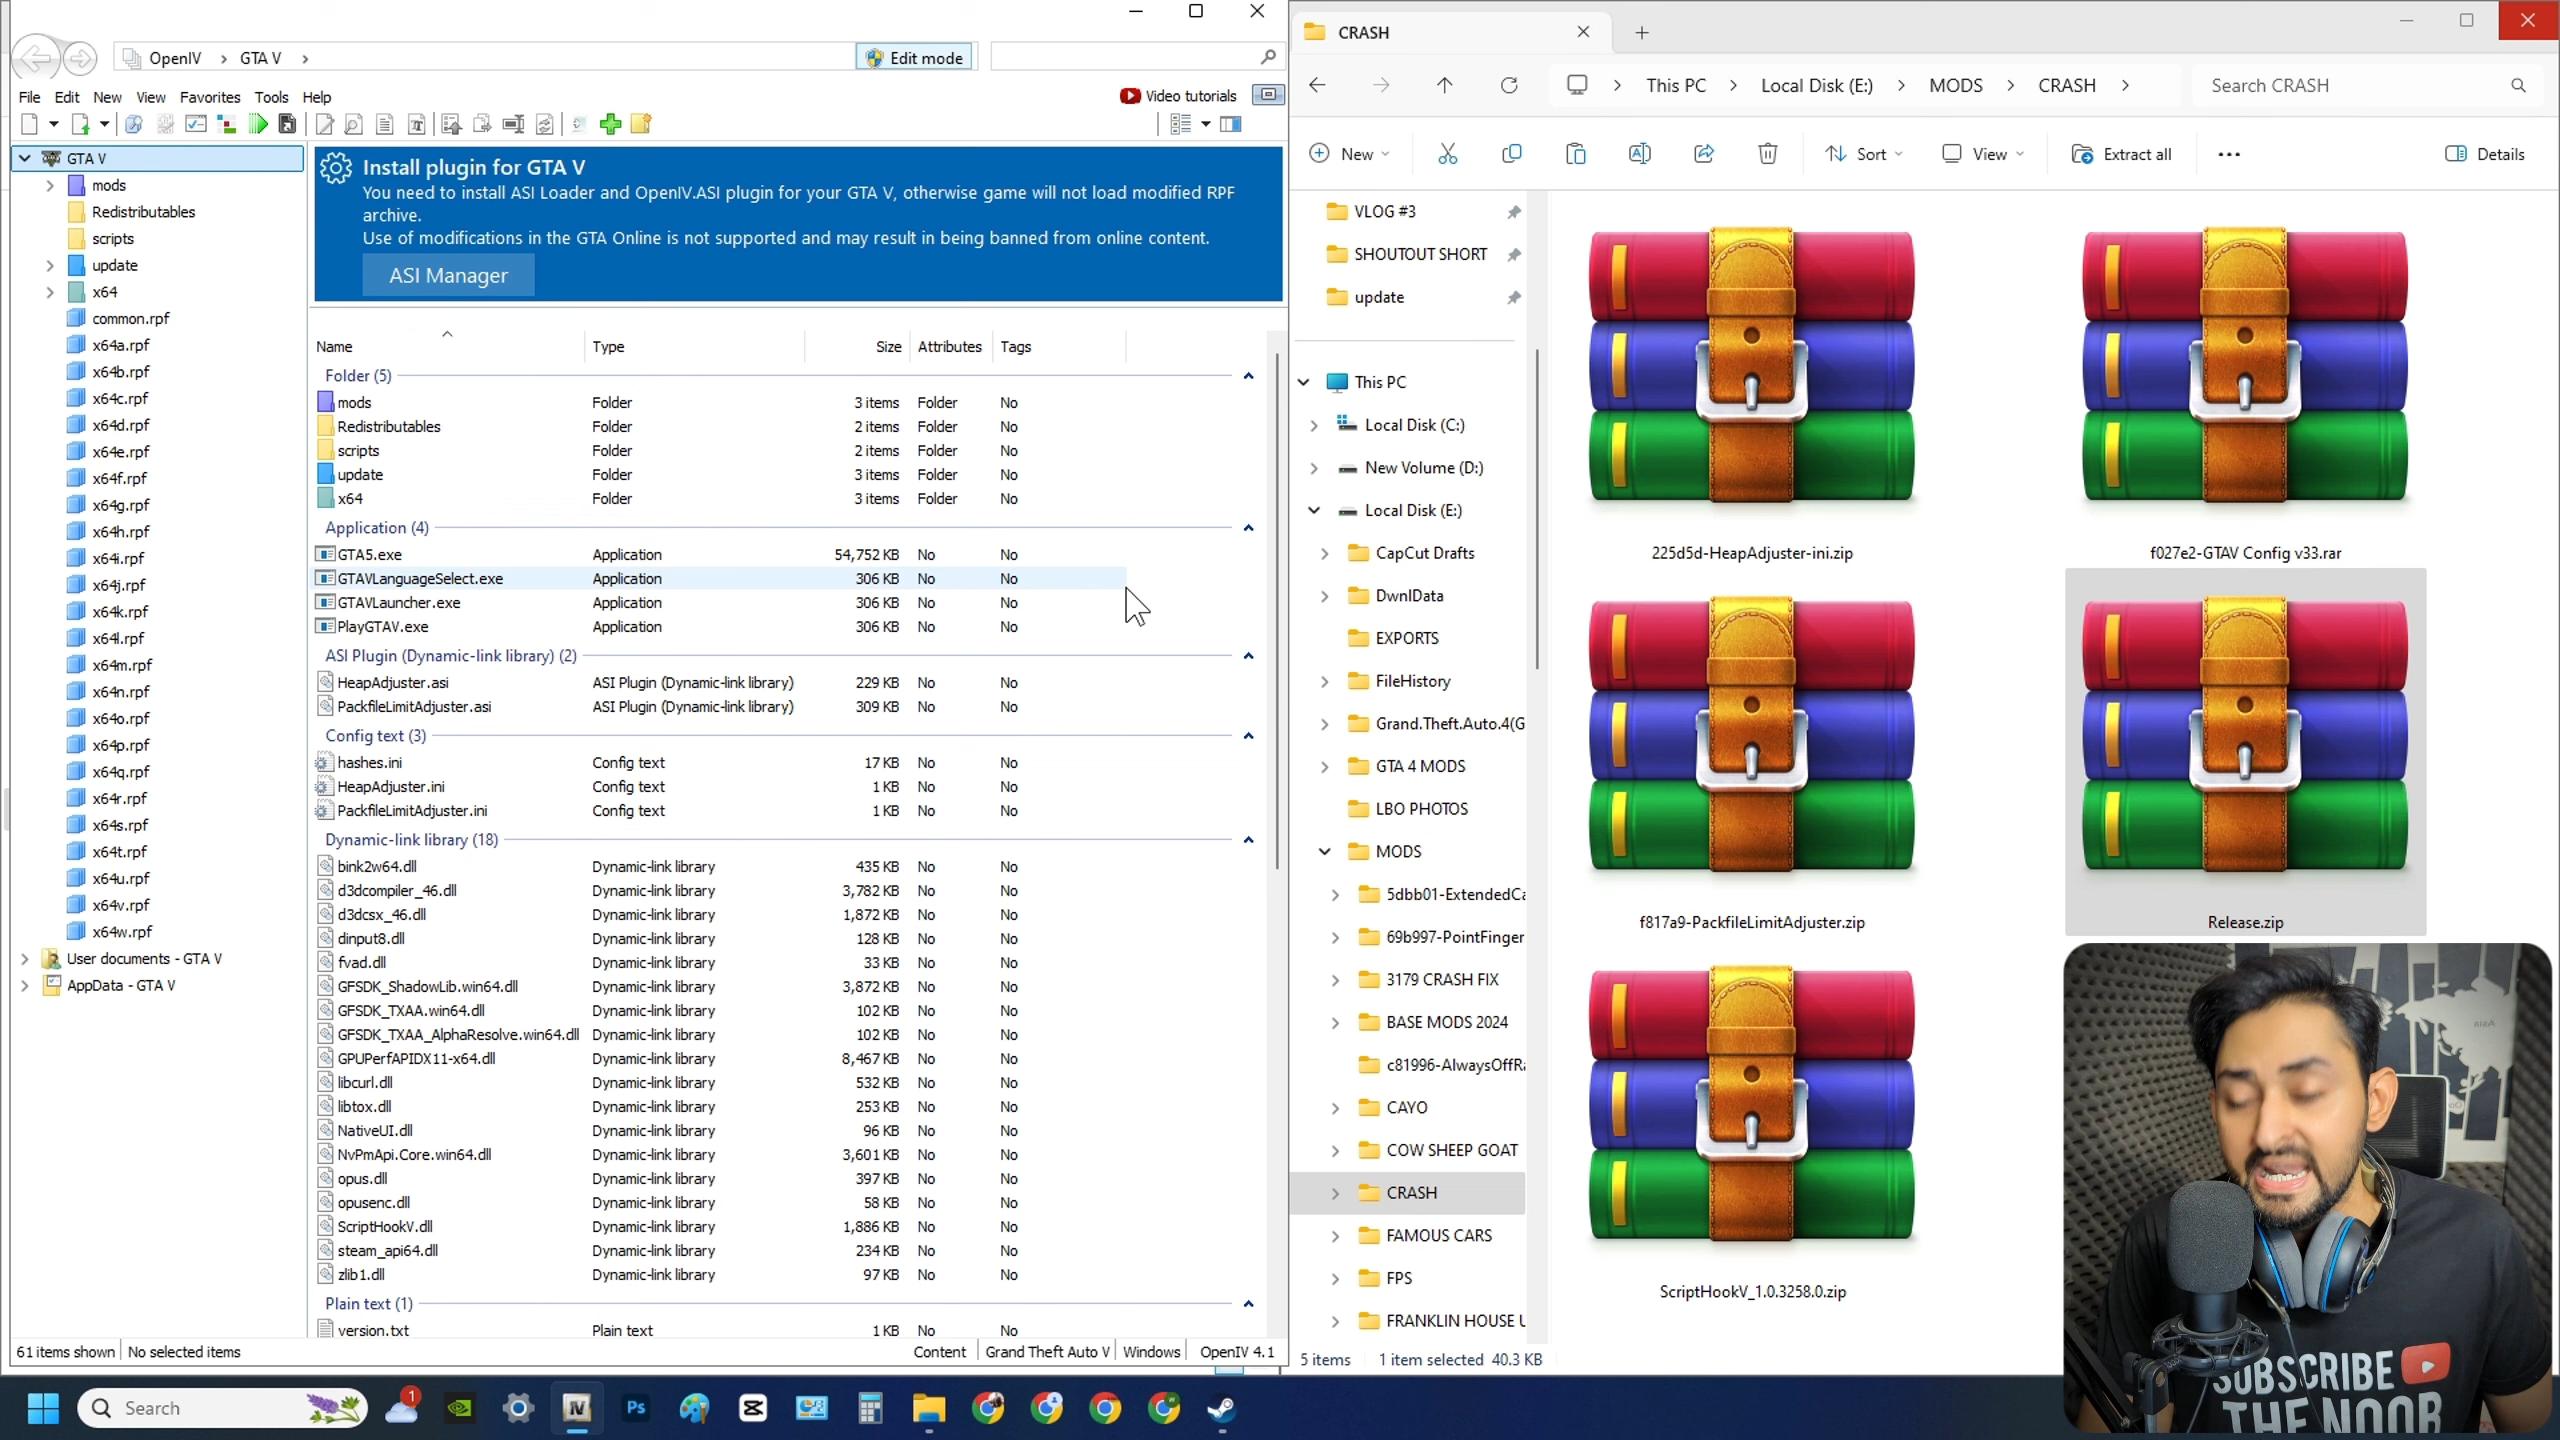 OpenIV
GTA V
Edit mode
File Edit New View Favorites Tools Help
Video tutorials
GTA V
mods
Redistributables
scripts
update
x64
common.rpf
x64a.rpf
x64b.rpf
x64c.rpf
x64d.rpf
x64e.rpf
x64f.rpf
x64g.rpf
x64h.rpf
x64i.rpf
x64j.rpf
x64k.rpf
x64l.rpf
x64m.rpf
x64n.rpf
x64o.rpf
x64p.rpf
x64q.rpf
x64r.rpf
x64s.rpf
x64t.rpf
x64u.rpf
x64v.rpf
x64w.rpf
User documents - GTA V
AppData - GTA V
Install plugin for GTA V
You need to install ASI Loader and OpenIV.ASI plugin for your GTA V, otherwise game will not load modified RPF
archive.
Use of modifications in the GTA Online is not supported and may result in being banned from online content.
ASI Manager
Name Type Size Attributes Tags
Folder (5)
mods Folder 3 items Folder No
Redistributables Folder 2 items Folder No
scripts Folder 2 items Folder No
update Folder 3 items Folder No
x64 Folder 3 items Folder No
Application (4)
GTA5.exe Application 54,752 KB No No
GTAVLanguageSelect.exe Application 306 KB No No
GTAVLauncher.exe Application 306 KB No No
PlayGTAV.exe Application 306 KB No No
ASI Plugin (Dynamic-link library) (2)
HeapAdjuster.asi ASI Plugin (Dynamic-link library) 229 KB No No
PackfileLimitAdjuster.asi ASI Plugin (Dynamic-link library) 309 KB No No
Config text (3)
hashes.ini Config text 17 KB No No
HeapAdjuster.ini Config text 1 KB No No
PackfileLimitAdjuster.ini Config text 1 KB No No
Dynamic-link library (18)
bink2w64.dll Dynamic-link library 435 KB No No
d3dcompiler_46.dll Dynamic-link library 3,782 KB No No
d3dcsx_46.dll Dynamic-link library 1,872 KB No No
dinput8.dll Dynamic-link library 128 KB No No
fvad.dll Dynamic-link library 33 KB No No
GFSDK_ShadowLib.win64.dll Dynamic-link library 3,872 KB No No
GFSDK_TXAA.win64.dll Dynamic-link library 102 KB No No
GFSDK_TXAA_AlphaResolve.win64.dll Dynamic-link library 102 KB No No
GPUPerfAPIDX11-x64.dll Dynamic-link library 8,467 KB No No
libcurl.dll Dynamic-link library 532 KB No No
libtox.dll Dynamic-link library 253 KB No No
NativeUI.dll Dynamic-link library 96 KB No No
NvPmApi.Core.win64.dll Dynamic-link library 3,601 KB No No
opus.dll Dynamic-link library 397 KB No No
opusenc.dll Dynamic-link library 58 KB No No
ScriptHookV.dll Dynamic-link library 1,886 KB No No
steam_api64.dll Dynamic-link library 234 KB No No
zlib1.dll Dynamic-link library 97 KB No No
Plain text (1)
version.txt Plain text 1 KB No No
61 items shown No selected items Content Grand Theft Auto V Windows OpenIV 4.1
CRASH
This PC Local Disk (E:) MODS CRASH
Search CRASH
New Sort View Extract all Details
VLOG #3
SHOUTOUT SHORT
update
This PC
Local Disk (C:)
New Volume (D:)
Local Disk (E:)
CapCut Drafts
DwnlData
EXPORTS
FileHistory
Grand.Theft.Auto.4(G
GTA 4 MODS
LBO PHOTOS
MODS
5dbb01-ExtendedCa
69b997-PointFinger
3179 CRASH FIX
BASE MODS 2024
c81996-AlwaysOffRa
CAYO
COW SHEEP GOAT
CRASH
FAMOUS CARS
FPS
FRANKLIN HOUSE U
225d5d-HeapAdjuster-ini.zip
f027e2-GTAV Config v33.rar
f817a9-PackfileLimitAdjuster.zip
Release.zip
ScriptHookV_1.0.3258.0.zip
5 items 1 item selected 40.3 KB
SUBSCRIBE
THE NOOB
Search
1
IV
Ps